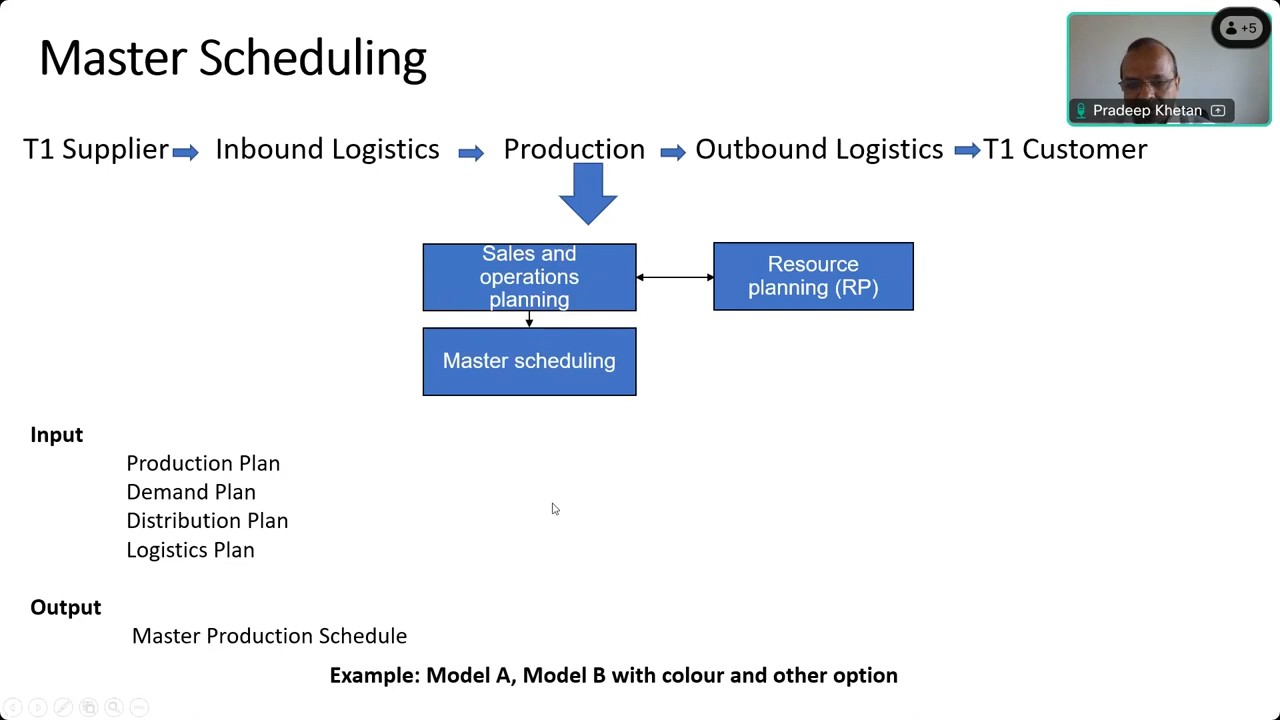 Master Scheduling
+5
Pradeep Khetan
T1 Supplier Inbound Logistics Production Outbound Logistics T1 Customer
Sales and
operations
planning
Resource
planning (RP)
Master scheduling
Input
Production Plan
Demand Plan
Distribution Plan
Logistics Plan
Output
Master Production Schedule
Example: Model A, Model B with colour and other option